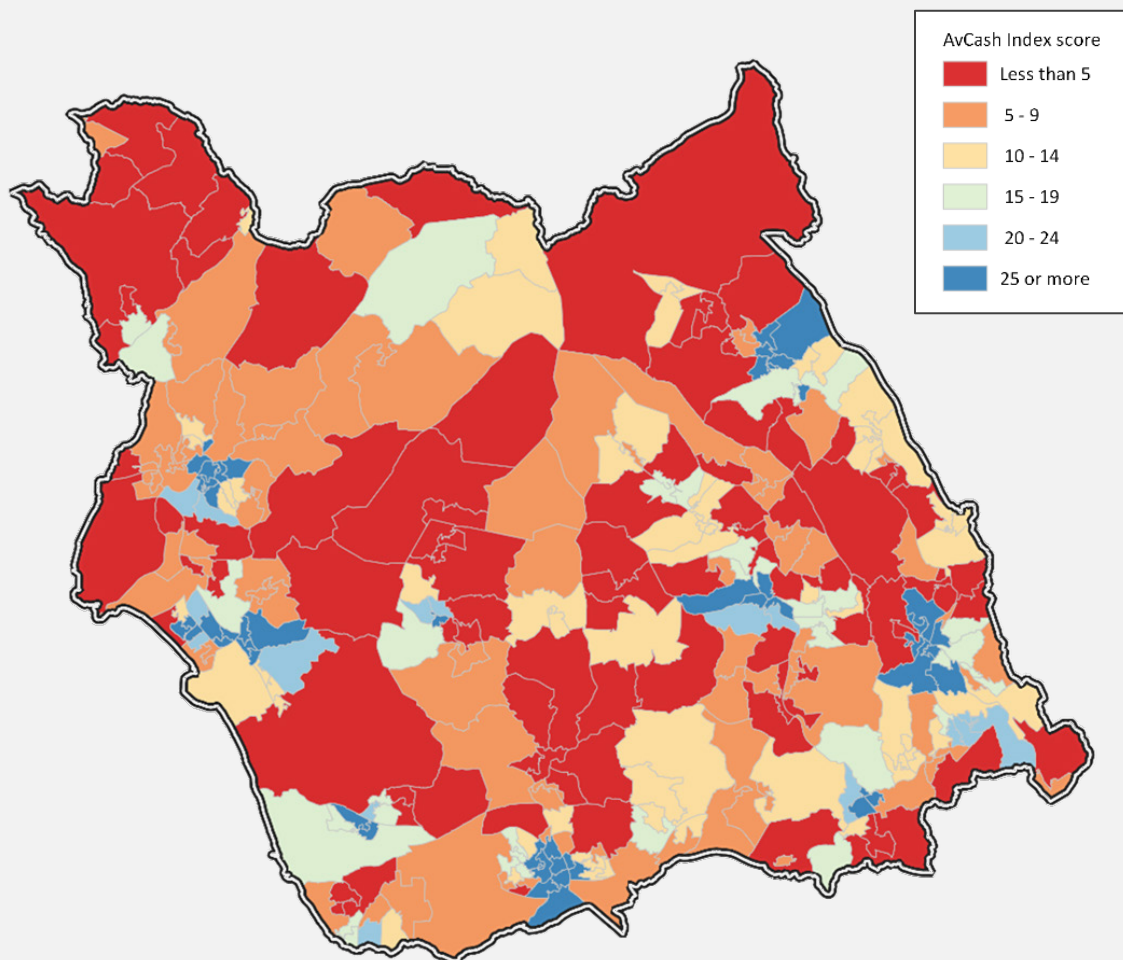 AvCash Index score
Less than 5
5 - 9
10 - 14
15 - 19
20 - 24
25 or more